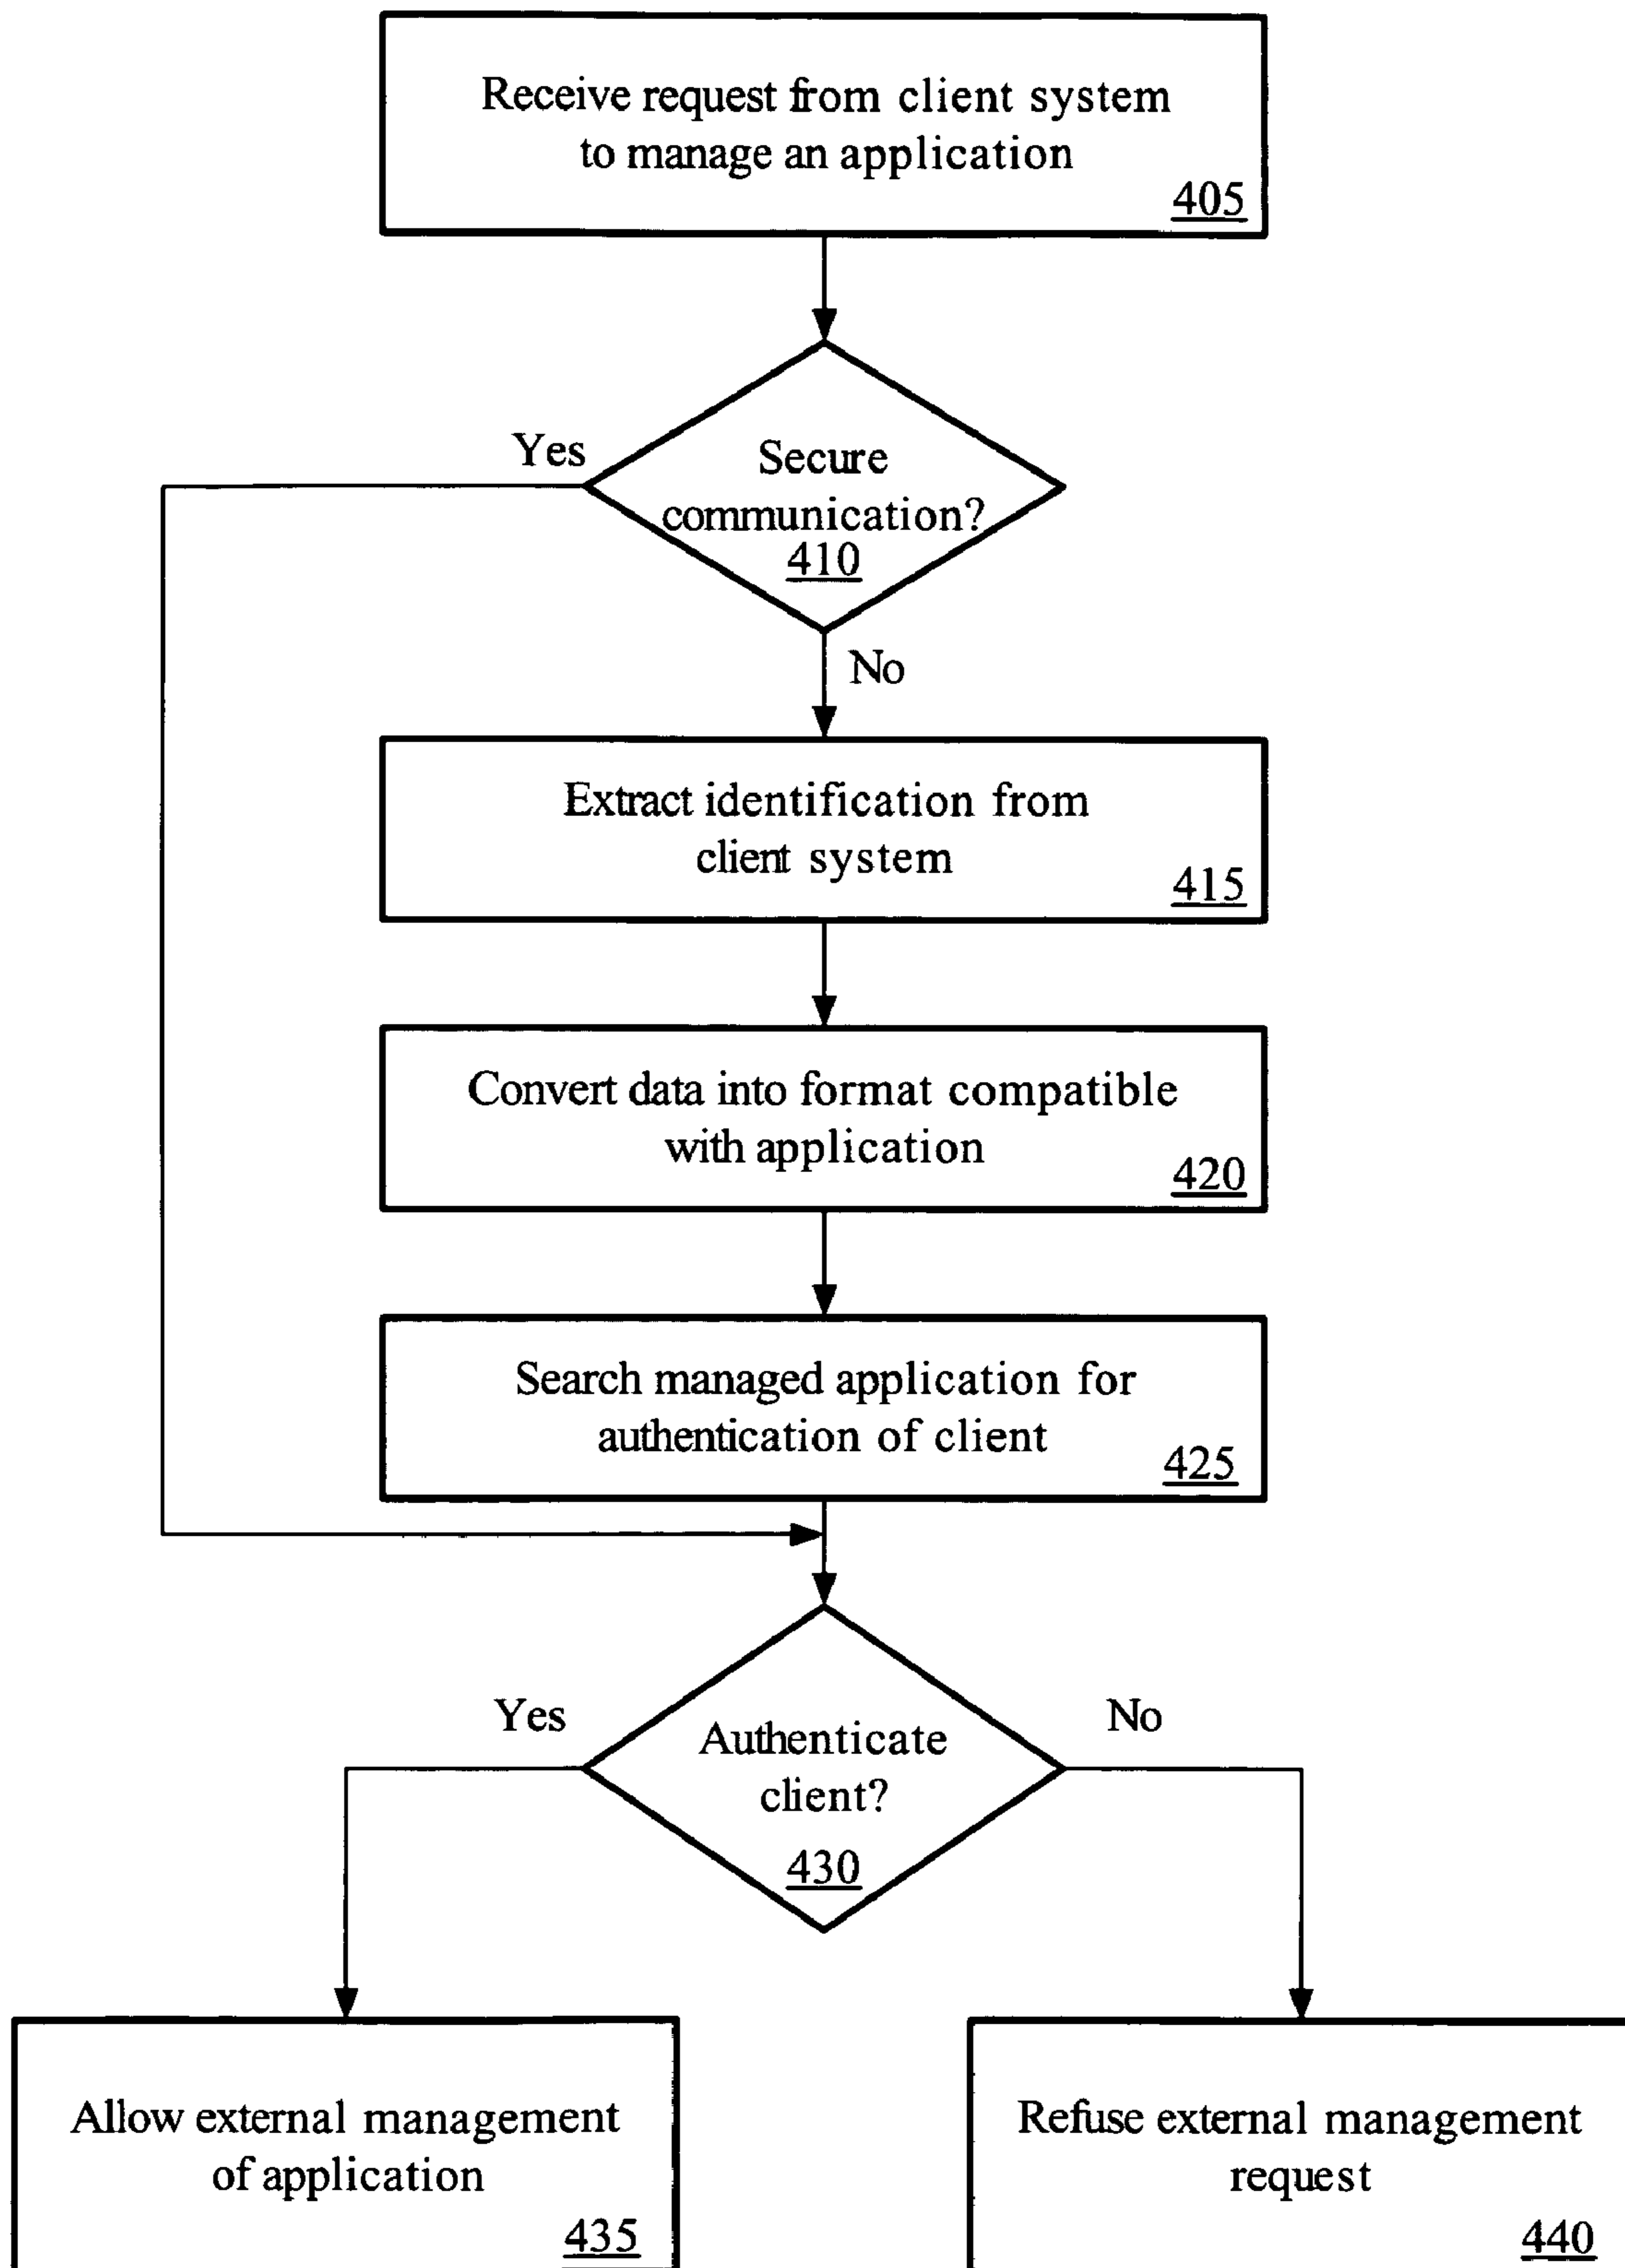 Receive request from client system
to manage an application
405
Yes
Secure
communication?
410
No
Extract identification from
client system
415
Convert data into format compatible
with application
420
Search managed application for
authentication of client
425
Yes
No
Authenticate
client?
430
Allow external management
of application
435
Refuse external management
request
440